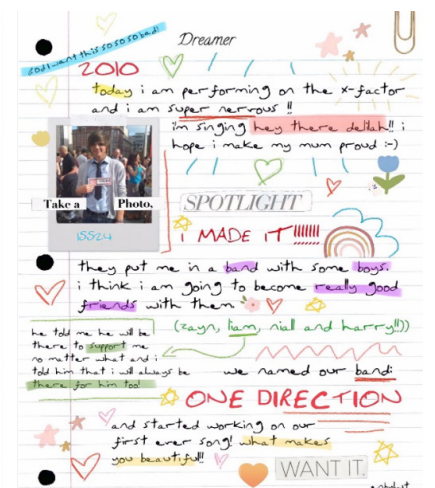 Dreamer
god i want this so so so bad!
2010
today i am performing on the x-factor
and i am super nervous !!
i'm singing hey there delilah!! i
hope i make my mum proud :-)
Take a Photo,
15524
SPOTLIGHT
i MADE iT!!!!!!!
they put me in a band with some boys.
i think i am going to become really good
friends with them
(zayn, liam, niall and harry!!))
he told me he will be
there to support me
no matter what and i
told him that i will always be
there for him too!
we named our band:
ONE DIRECTION
and started working on our
first ever song! what makes
you beautiful!!
WANT IT.